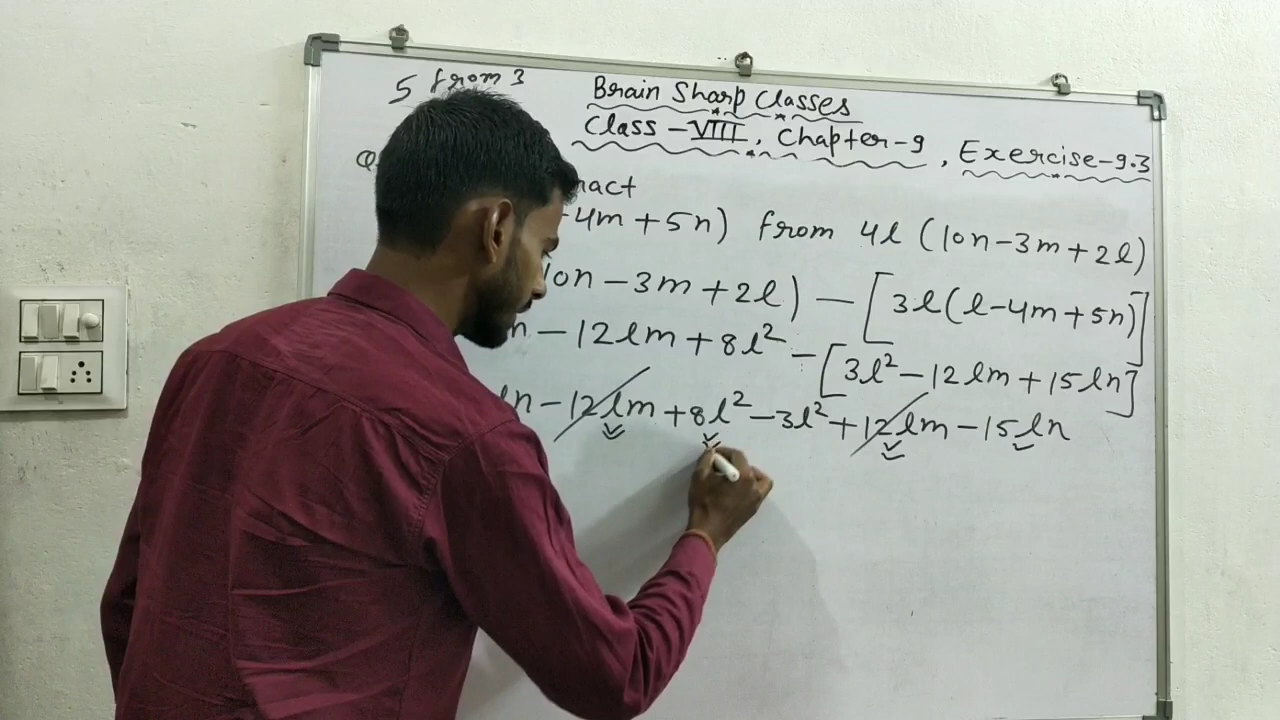 5 from 3
Brain Sharp Classes
Class - VIII, Chapter - 9, Exercise - 9.3
-4m + 5n) from 4l (10n - 3m + 2l)
10n - 3m + 2l) - [3l(l - 4m + 5n)]
n - 12lm + 8l² - [3l² - 12lm + 15ln]
ln - 12lm + 8l² - 3l² + 12lm - 15ln